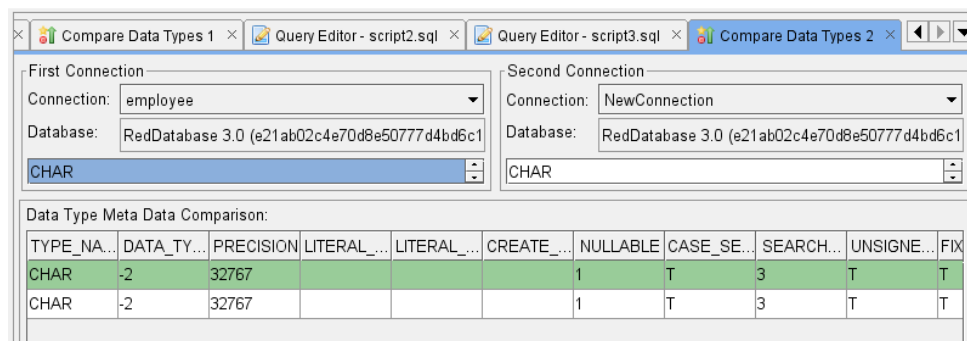 Compare Data Types 1 Query Editor - script2.sql Query Editor - script3.sql Compare Data Types 2
First Connection Second Connection
Connection: employee Connection: NewConnection
Database: RedDatabase 3.0 (e21ab02c4e70d8e50777d4bd6c1 Database: RedDatabase 3.0 (e21ab02c4e70d8e50777d4bd6c1
CHAR CHAR
Data Type Meta Data Comparison:
TYPE_NA... DATA_TY... PRECISION LITERAL_... LITERAL_... CREATE_... NULLABLE CASE_SE... SEARCH... UNSIGNE... FIX
CHAR -2 32767 1 T 3 T T
CHAR -2 32767 1 T 3 T T